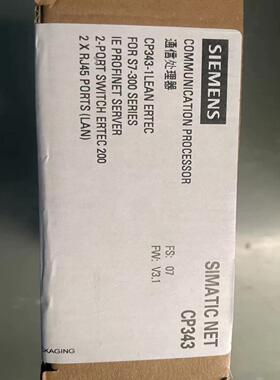 SIEMENS
COMMUNICATION PROCESSOR
通信处理器
CP343-1LEAN ERTEC
FOR S7-300 SERIES
IE PROFINET SERVER
2-PORT SWITCH ERTEC 200
2 X RJ45 PORTS (LAN)
SIMATIC NET
CP343
FS: 07
FW: V3.1
KAGING